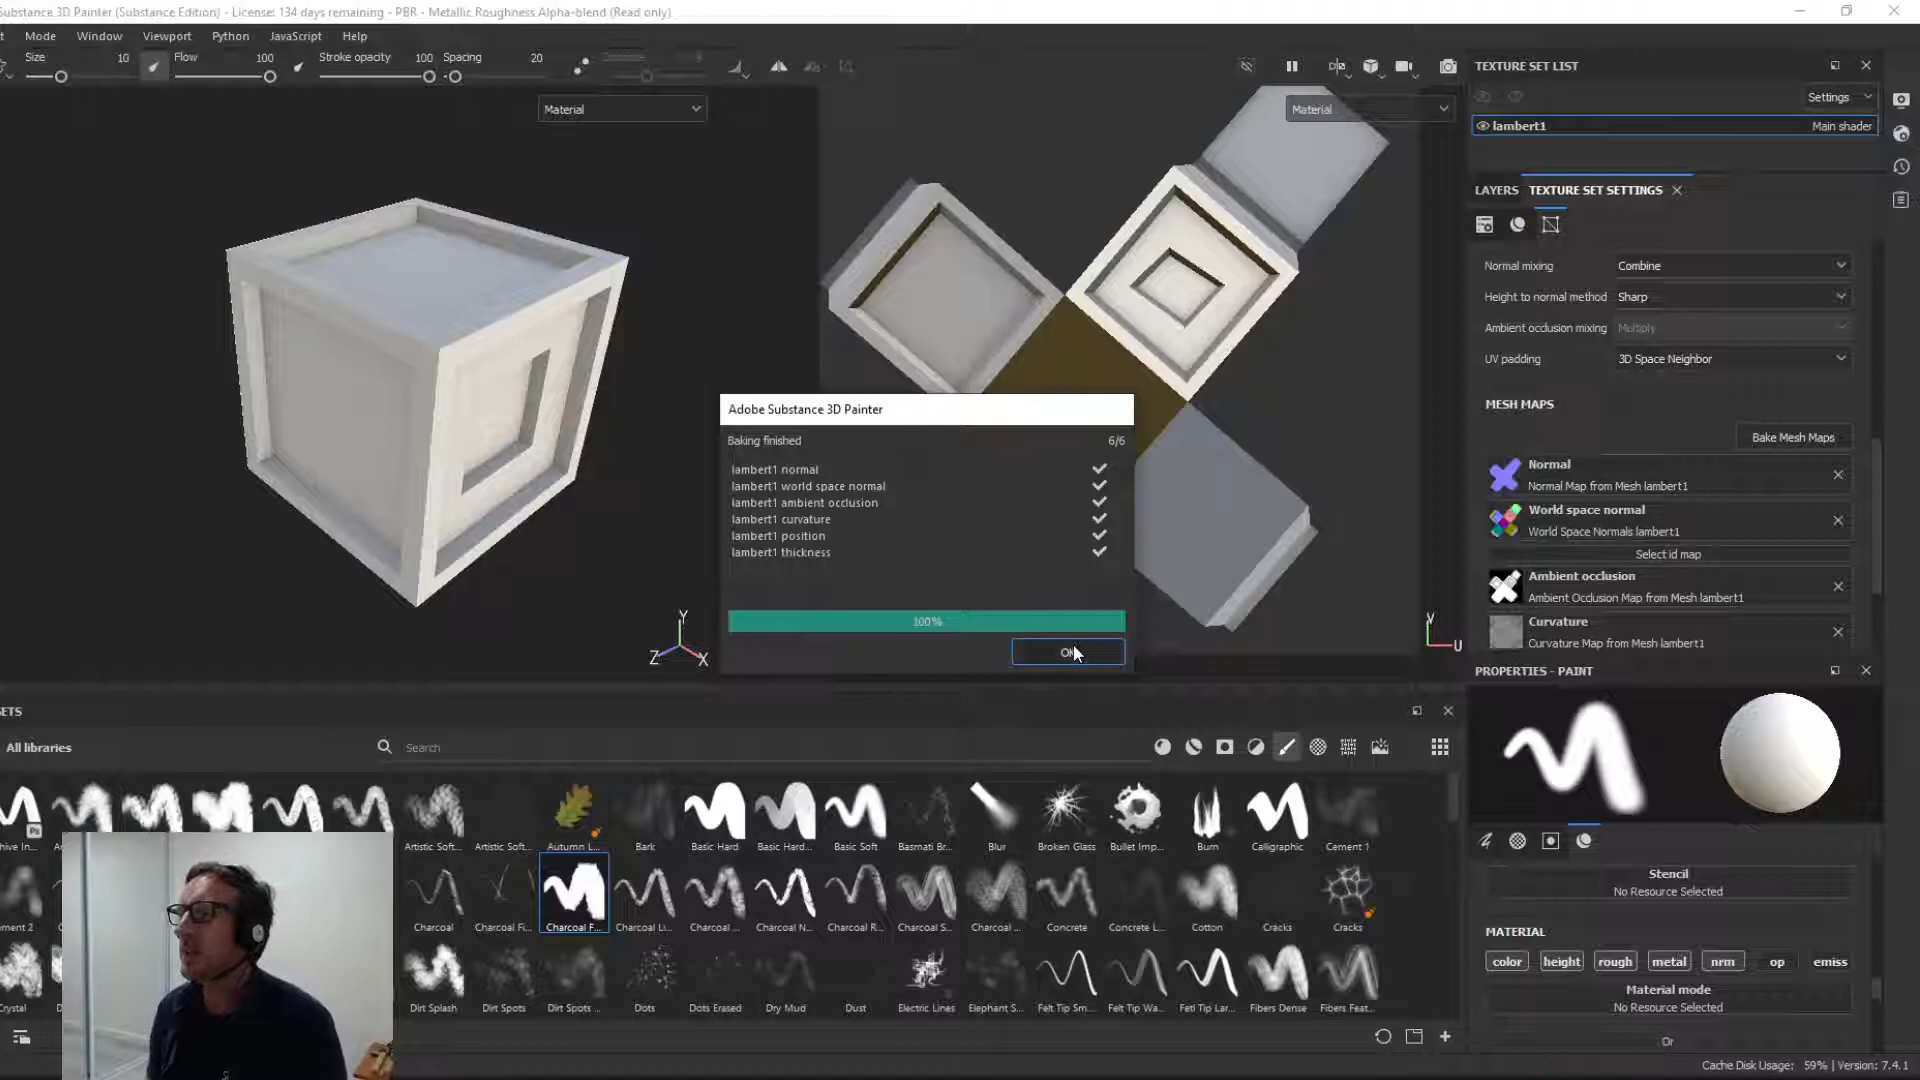 Substance 3D Painter (Substance Edition) - License: 134 days remaining - PBR - Metallic Roughness Alpha-blend (Read only)
t Mode Window Viewport Python JavaScript Help
Size 10 Flow 100 Stroke opacity 100 Spacing 20
Material
Material
TEXTURE SET LIST
Settings
lambert1 Main shader
LAYERS TEXTURE SET SETTINGS
Normal mixing Combine
Height to normal method Sharp
Ambient occlusion mixing Multiply
UV padding 3D Space Neighbor
MESH MAPS
Bake Mesh Maps
Normal
Normal Map from Mesh lambert1
World space normal
World Space Normals lambert1
Select id map
Ambient occlusion
Ambient Occlusion Map from Mesh lambert1
Curvature
Curvature Map from Mesh lambert1
Adobe Substance 3D Painter
Baking finished 6/6
lambert1 normal
lambert1 world space normal
lambert1 ambient occlusion
lambert1 curvature
lambert1 position
lambert1 thickness
100%
OK
Y
Z X
V
U
PROPERTIES - PAINT
Stencil
No Resource Selected
MATERIAL
color height rough metal nrm op emiss
Material mode
No Resource Selected
Or
SETS
All libraries Search
Ps
hive In... Artistic Soft... Artistic Soft... Autumn L... Bark Basic Hard Basic Hard... Basic Soft Basmati Br... Blur Broken Glass Bullet Imp... Burn Calligraphic Cement 1
ment 2 Charcoal Charcoal Fi... Charcoal F... Charcoal Li... Charcoal ... Charcoal N... Charcoal R... Charcoal S... Charcoal ... Concrete Concrete L... Cotton Cracks Cracks
Crystal Dirt Splash Dirt Spots Dirt Spots ... Dots Dots Erased Dry Mud Dust Electric Lines Elephant S... Felt Tip Sm... Felt Tip Wa... Fetl Tip Lar... Fibers Dense Fibers Feat...
Cache Disk Usage: 59% | Version: 7.4.1